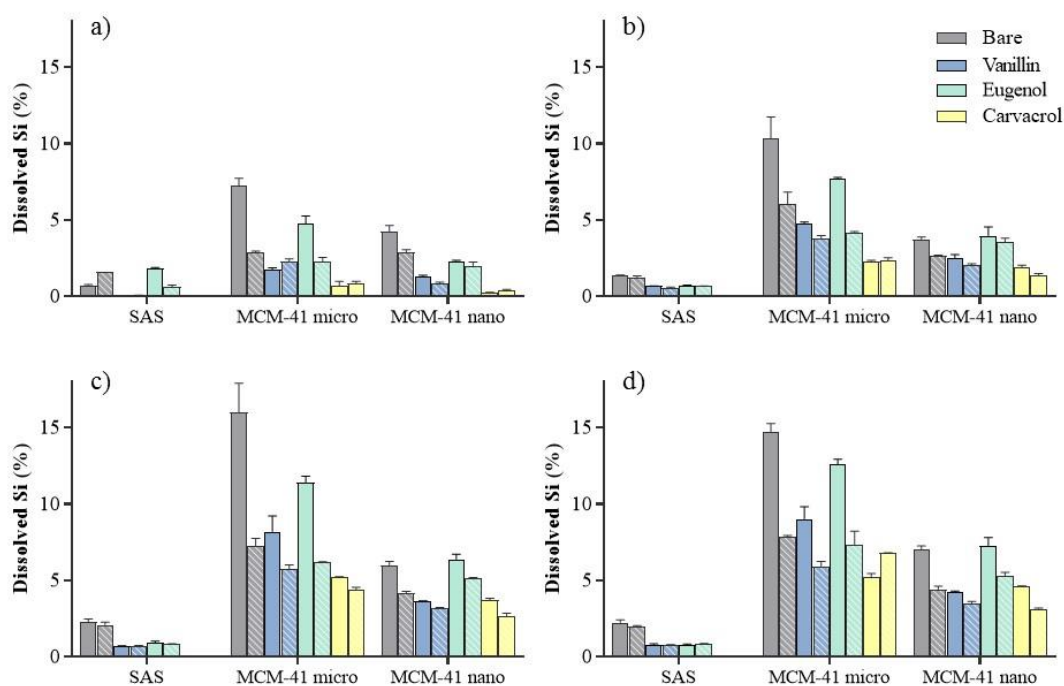 a)
Dissolved Si (%)
15
10
5
0
SAS MCM-41 micro MCM-41 nano
b)
Dissolved Si (%)
15
10
5
0
SAS MCM-41 micro MCM-41 nano
Bare
Vanillin
Eugenol
Carvacrol
c)
Dissolved Si (%)
15
10
5
0
SAS MCM-41 micro MCM-41 nano
d)
Dissolved Si (%)
15
10
5
0
SAS MCM-41 micro MCM-41 nano